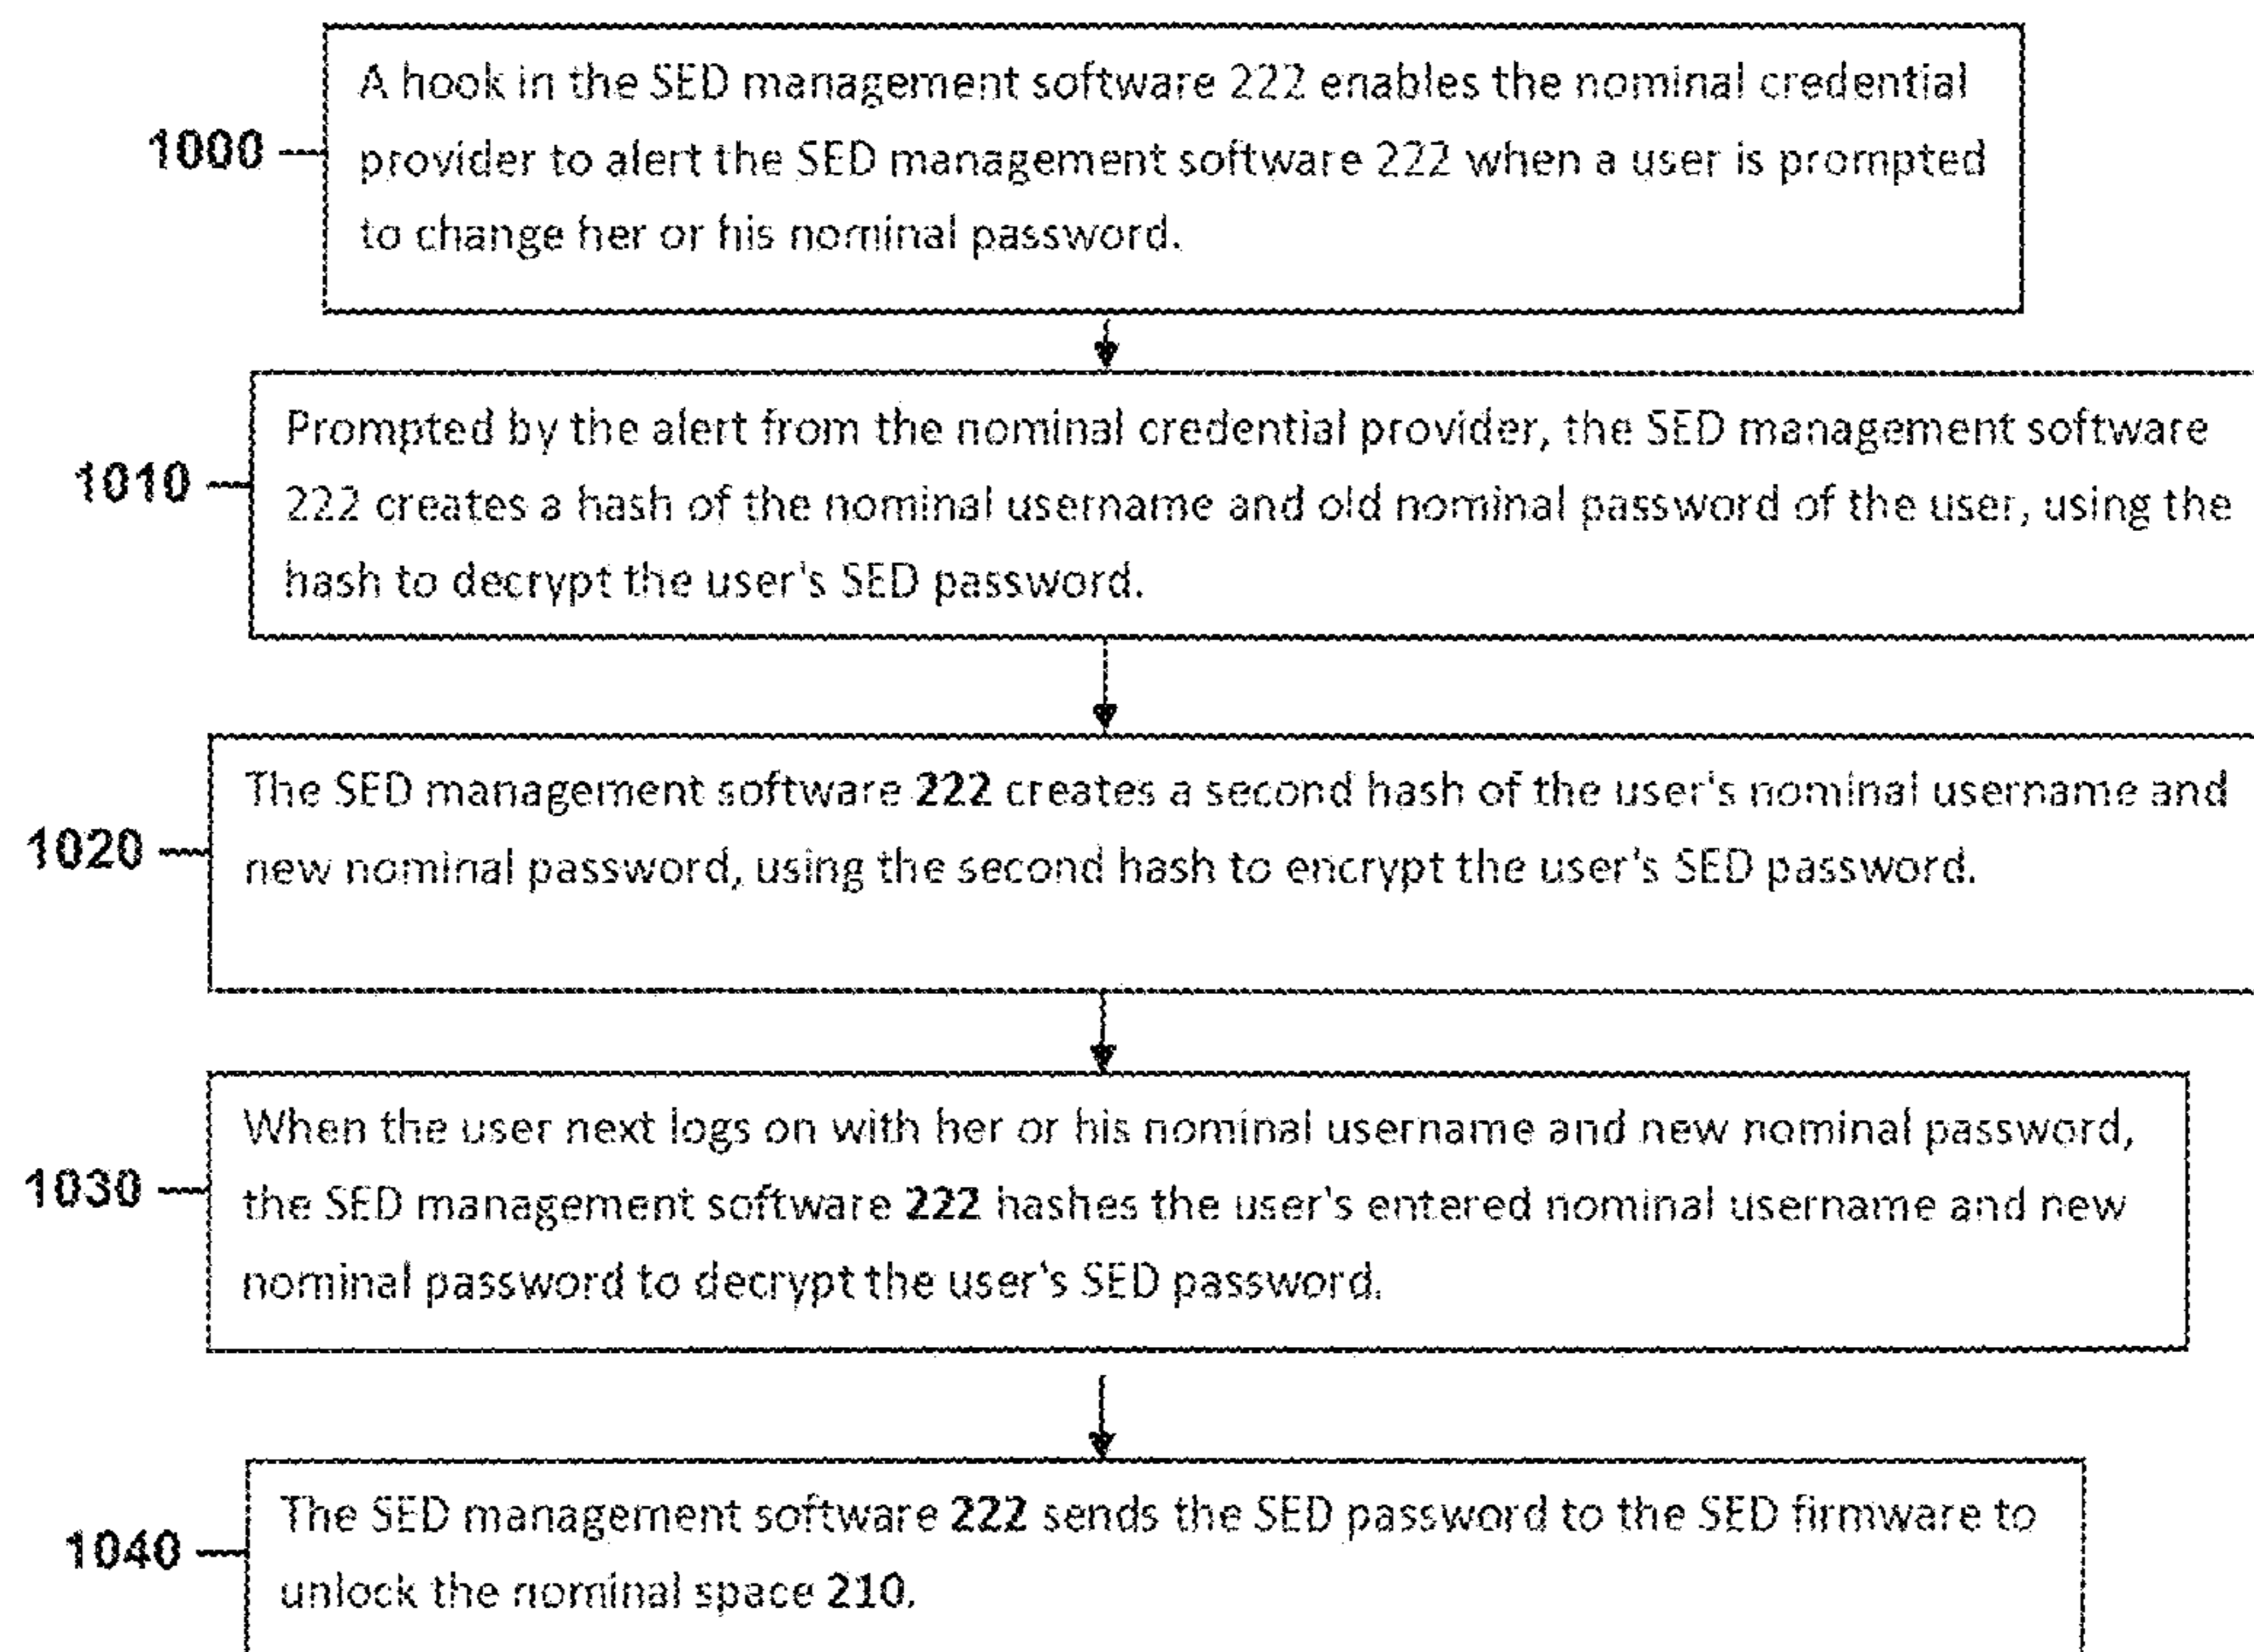 A hook in the SED management software 222 enables the nominal credential
1000
provider to alert the SED management software 222 when a user is prompted
to change her or his nominal password.
Prompted by the alert from the nominal credential provider, the SED management software
1010
222 creates a hash of the nominal username and old nominal password of the user, using the
hash to decrypt the user's SED password.
The SED management software 222 creates a second hash of the user's nominal username and
1020
new nominal password, using the second hash to encrypt the user's SED password.
When the user next logs on with her or his nominal username and new nominal password,
1030
the SED management software 222 hashes the user's entered nominal username and new
nominal password to decrypt the user's SED password.
The SED management software 222 sends the SED password to the SED firmware to
1040
unlock the nominal space 210.